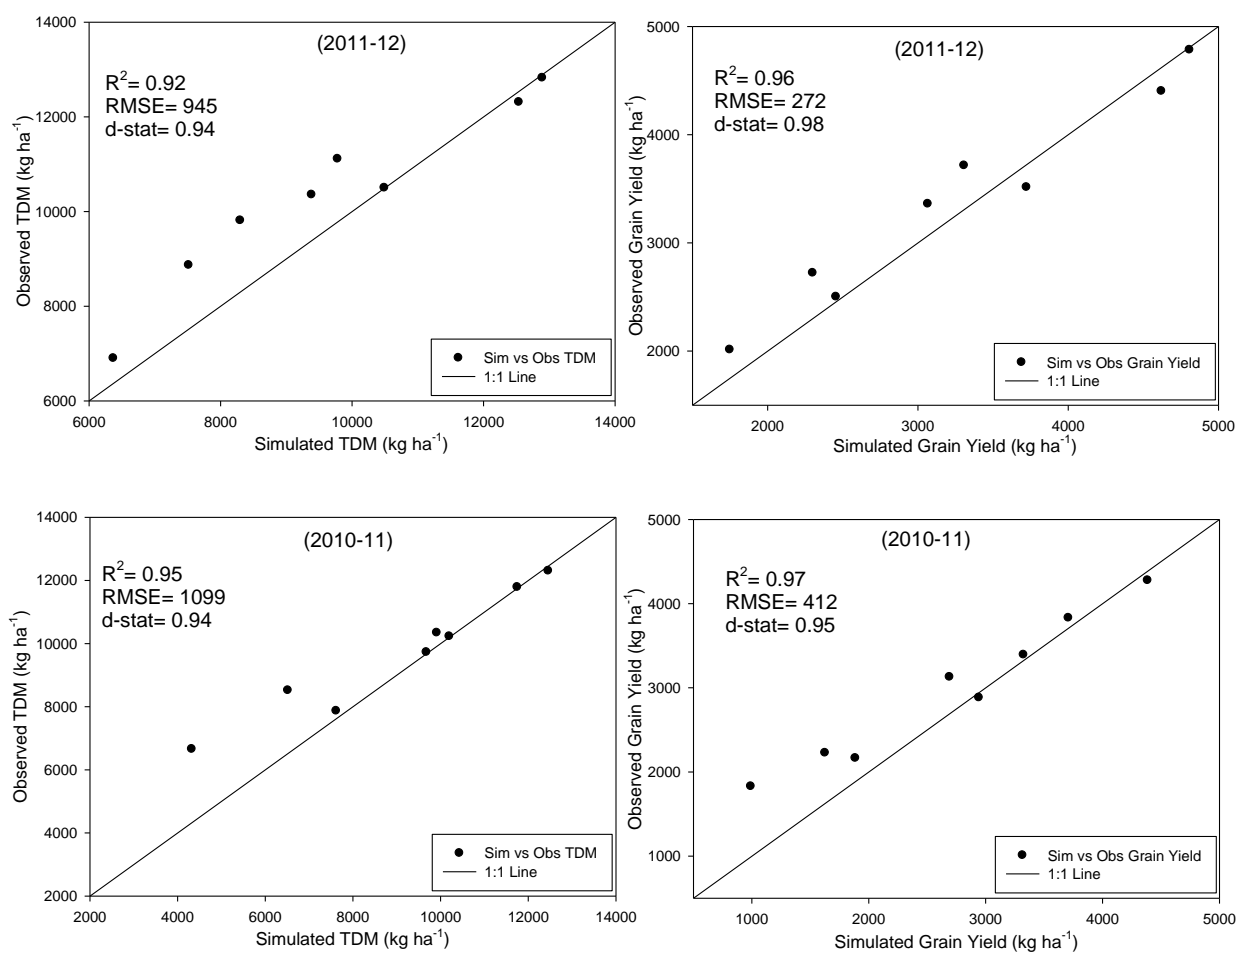 (2011-12)
R²= 0.92
RMSE= 945
d-stat= 0.94
14000
12000
10000
8000
6000
Observed TDM (kg ha⁻¹)
Sim vs Obs TDM
1:1 Line
6000 8000 10000 12000 14000
Simulated TDM (kg ha⁻¹)
(2011-12)
R²= 0.96
RMSE= 272
d-stat= 0.98
5000
4000
3000
2000
Observed Grain Yield (kg ha⁻¹)
Sim vs Obs Grain Yield
1:1 Line
2000 3000 4000 5000
Simulated Grain Yield (kg ha⁻¹)
(2010-11)
R²= 0.95
RMSE= 1099
d-stat= 0.94
14000
12000
10000
8000
6000
4000
2000
Observed TDM (kg ha⁻¹)
Sim vs Obs TDM
1:1 Line
2000 4000 6000 8000 10000 12000 14000
Simulated TDM (kg ha⁻¹)
(2010-11)
R²= 0.97
RMSE= 412
d-stat= 0.95
5000
4000
3000
2000
1000
Observed Grain Yield (kg ha⁻¹)
Sim vs Obs Grain Yield
1:1 Line
1000 2000 3000 4000 5000
Simulated Grain Yield (kg ha⁻¹)